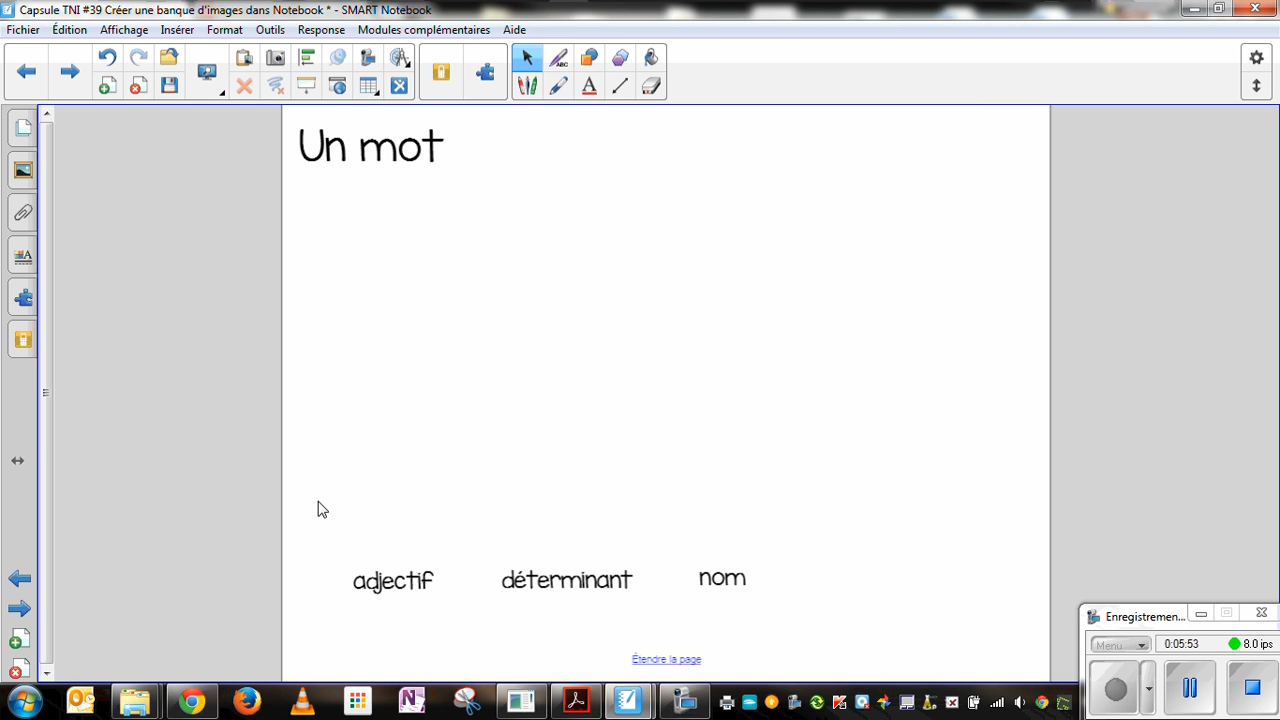 Capsule TNI #39 Créer une banque d'images dans Notebook * - SMART Notebook
Fichier Édition Affichage Insérer Format Outils Response Modules complémentaires Aide
Un mot
adjectif déterminant nom
Étendre la page
Enregistremen...
Menu 0:05:53 8.0 ips